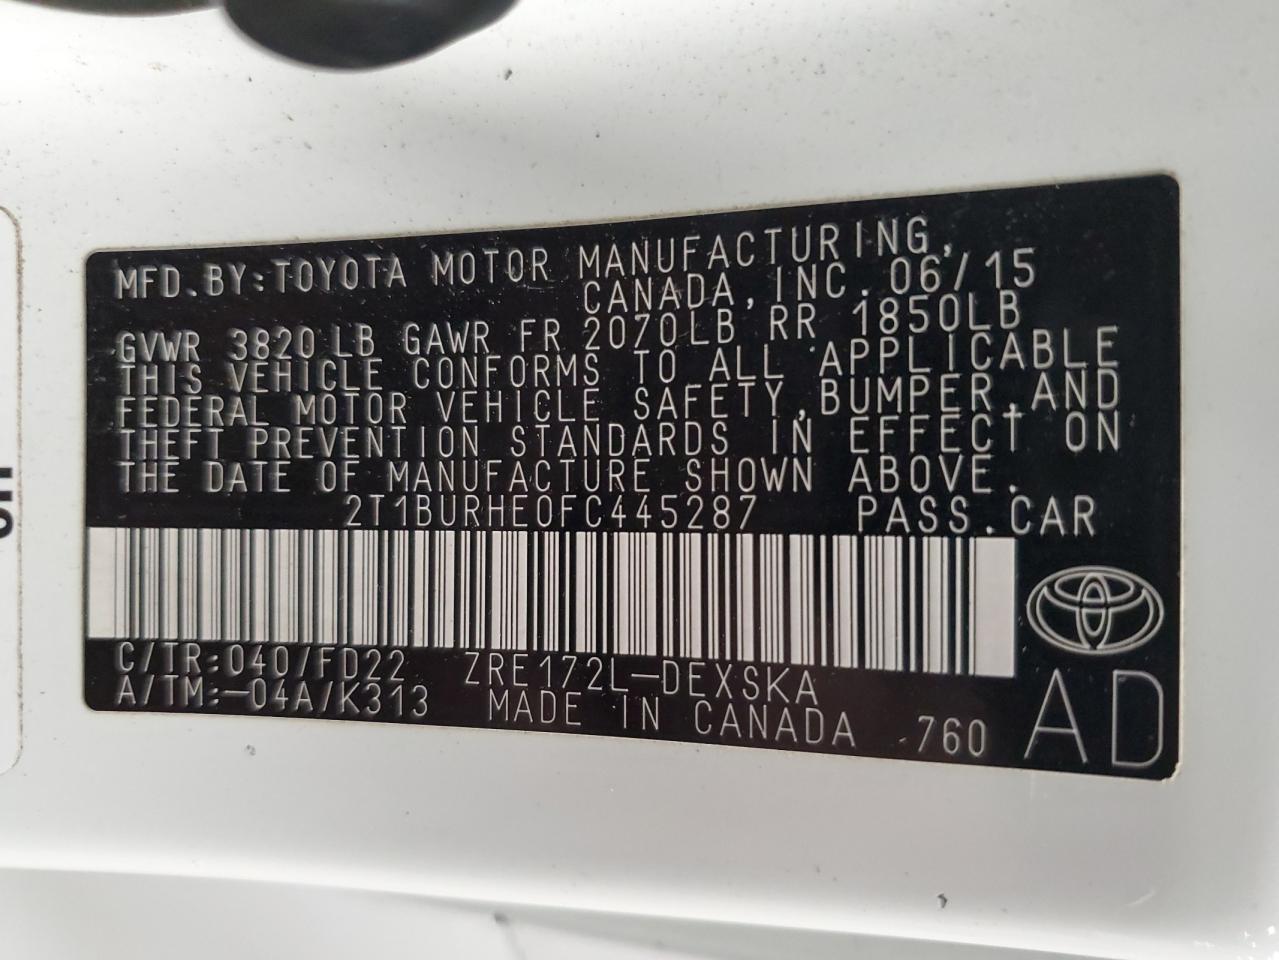 MFD.BY:TOYOTA MOTOR MANUFACTURING,
CANADA, INC. 06/15
GVWR 3820 LB GAWR FR 2070LB RR 1850LB
THIS VEHICLE CONFORMS TO ALL APPLICABLE
FEDERAL MOTOR VEHICLE SAFETY, BUMPER, AND
THEFT PREVENTION STANDARDS IN EFFECT ON
THE DATE OF MANUFACTURE SHOWN ABOVE.
2T1BURHE0FC445287 PASS.CAR
C/TR:040/FD22 ZRE172L-DEXSKA
A/TM:-04A/K313 MADE IN CANADA 760 AD